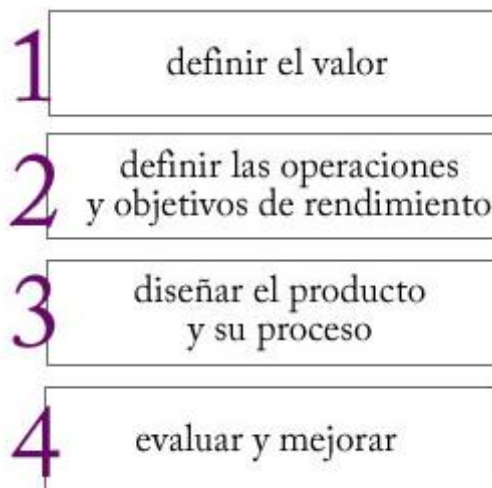 1 definir el valor
2 definir las operaciones
y objetivos de rendimiento
3 diseñar el producto
y su proceso
4 evaluar y mejorar